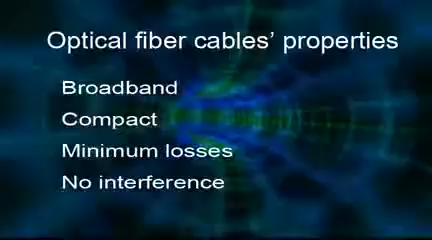 Optical fiber cables’ properties
Broadband
Compact
Minimum losses
No interference